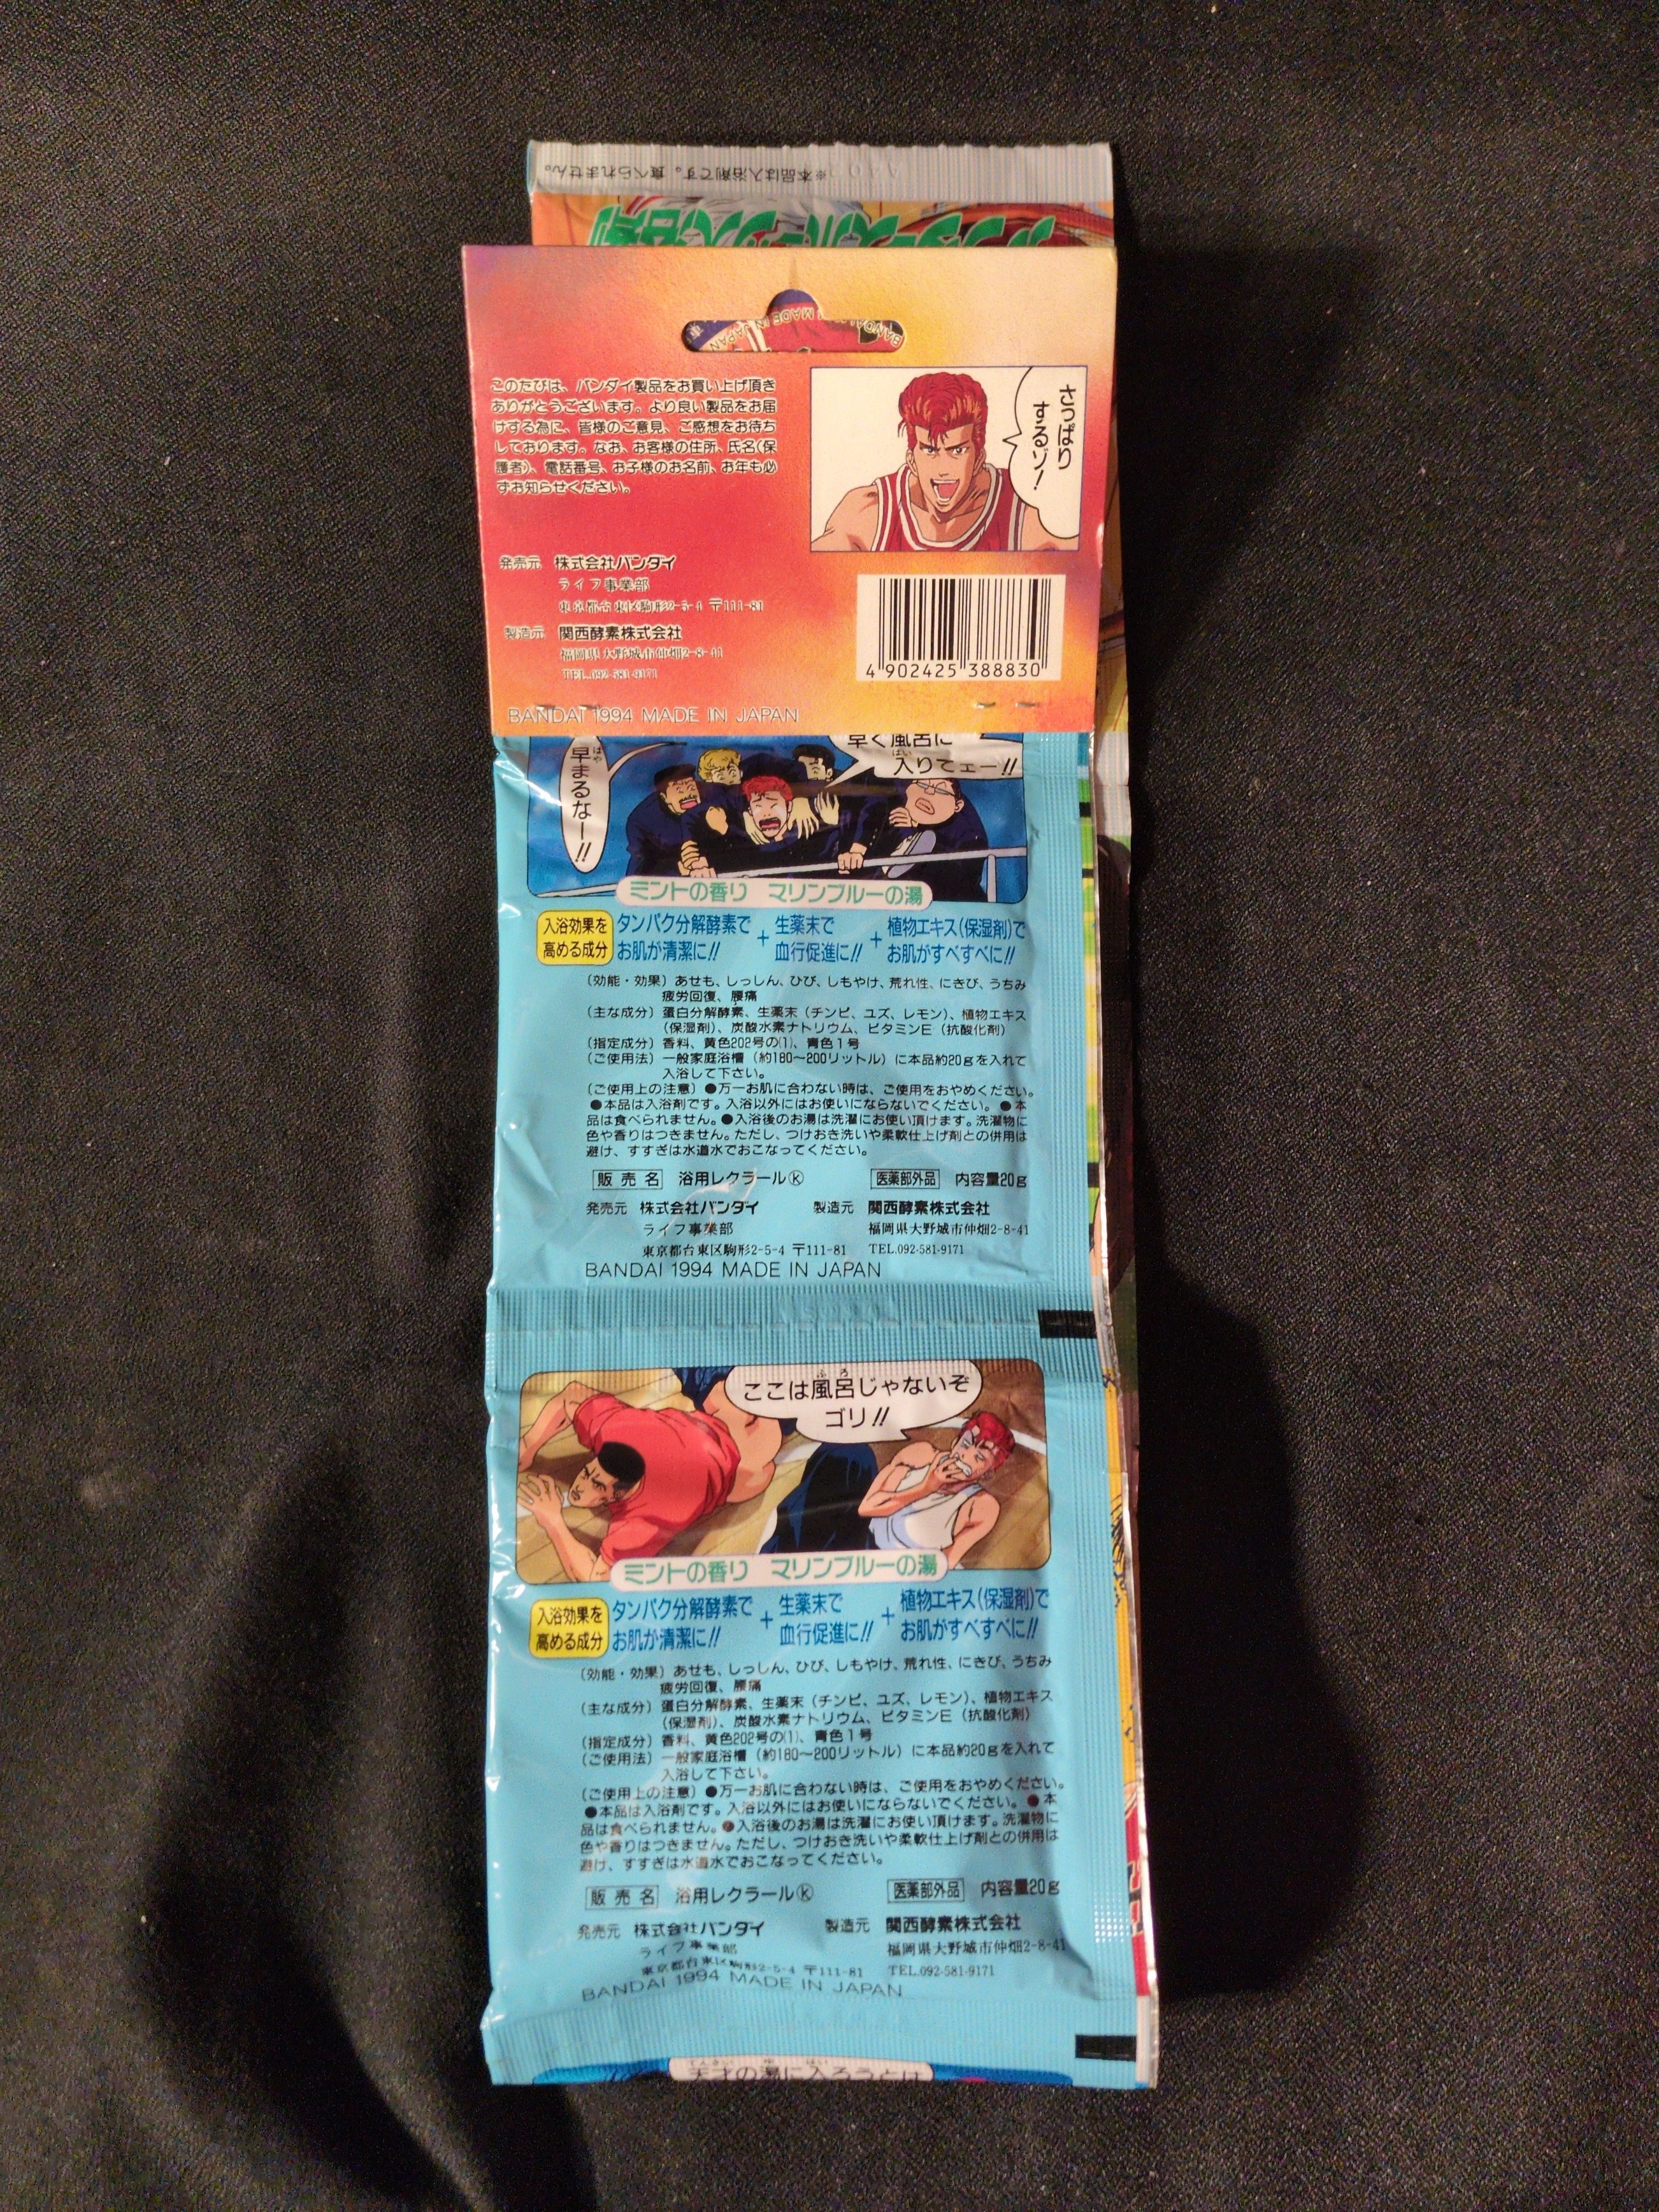 ※本品は入浴剤です。食べられません。
BANDAI
MADE IN JAPAN
このたびは、バンダイ製品をお買い上げ頂き
ありがとうございます。より良い製品をお届
けする為に、皆様のご意見、ご感想をお待ち
しております。なお、お客様の住所、氏名(保
護者)、電話番号、お子様のお名前、お年も必
ずお知らせください。
さっぱり
するゾ!
発売元 株式会社バンダイ
ライフ事業部
東京都台東区駒形2-5-4 〒111-81
製造元 関西酵素株式会社
福岡県大野城市仲畑2-8-41
TEL.092-581-9171
4 902425 388830
BANDAI 1994 MADE IN JAPAN
早まるなー!!
はや
早く風呂に
入りてェー!!
ミントの香り マリンブルーの湯
入浴効果を
高める成分
タンパク分解酵素で
お肌が清潔に!!
+
生薬末で
血行促進に!!
+
植物エキス(保湿剤)で
お肌がすべすべに!!
(効能・効果) あせも、しっしん、ひび、しもやけ、荒れ性、にきび、うちみ
疲労回復、腰痛
(主な成分) 蛋白分解酵素、生薬末(チンピ、ユズ、レモン)、植物エキス
(保湿剤)、炭酸水素ナトリウム、ビタミンE(抗酸化剤)
(指定成分) 香料、黄色202号の(1)、青色1号
(ご使用法) 一般家庭浴槽(約180〜200リットル)に本品約20gを入れて
入浴して下さい。
(ご使用上の注意) ●万一お肌に合わない時は、ご使用をおやめください。
●本品は入浴剤です。入浴以外にはお使いにならないでください。●本
品は食べられません。●入浴後のお湯は洗濯にお使い頂けます。洗濯物に
色や香りはつきません。ただし、つけおき洗いや柔軟仕上げ剤との併用は
避け、すすぎは水道水でおこなってください。
販売名 浴用レクラールⓚ 医薬部外品 内容量20g
発売元 株式会社バンダイ 製造元 関西酵素株式会社
ライフ事業部 福岡県大野城市仲畑2-8-41
東京都台東区駒形2-5-4 〒111-81 TEL.092-581-9171
BANDAI 1994 MADE IN JAPAN
ふろ
ここは風呂じゃないぞ
ゴリ!!
ミントの香り マリンブルーの湯
入浴効果を
高める成分
タンパク分解酵素で
お肌が清潔に!!
+
生薬末で
血行促進に!!
+
植物エキス(保湿剤)で
お肌がすべすべに!!
(効能・効果) あせも、しっしん、ひび、しもやけ、荒れ性、にきび、うちみ
疲労回復、腰痛
(主な成分) 蛋白分解酵素、生薬末(チンピ、ユズ、レモン)、植物エキス
(保湿剤)、炭酸水素ナトリウム、ビタミンE(抗酸化剤)
(指定成分) 香料、黄色202号の(1)、青色1号
(ご使用法) 一般家庭浴槽(約180〜200リットル)に本品約20gを入れて
入浴して下さい。
(ご使用上の注意) ●万一お肌に合わない時は、ご使用をおやめください。
●本品は入浴剤です。入浴以外にはお使いにならないでください。●本
品は食べられません。●入浴後のお湯は洗濯にお使い頂けます。洗濯物に
色や香りはつきません。ただし、つけおき洗いや柔軟仕上げ剤との併用は
避け、すすぎは水道水でおこなってください。
販売名 浴用レクラールⓚ 医薬部外品 内容量20g
発売元 株式会社バンダイ 製造元 関西酵素株式会社
ライフ事業部 福岡県大野城市仲畑2-8-41
東京都台東区駒形2-5-4 〒111-81 TEL.092-581-9171
BANDAI 1994 MADE IN JAPAN
天才の湯に入ろうとは